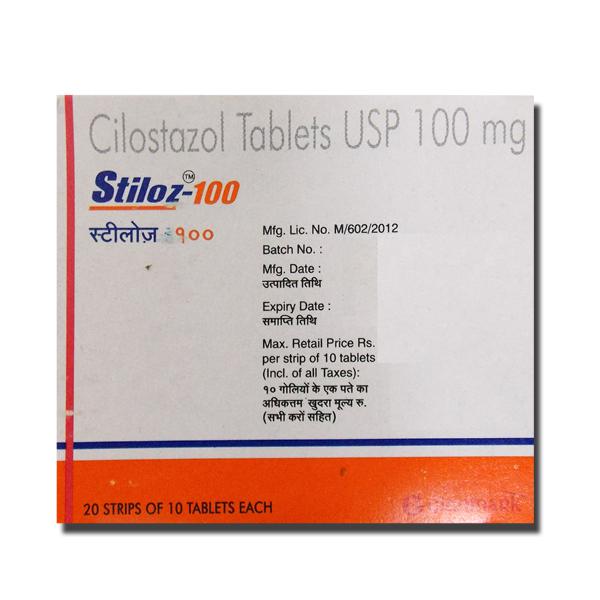 Cilostazol Tablets USP 100 mg
Stiloz™-100
स्टीलोज़ -१००
Mfg. Lic. No. M/602/2012
Batch No. :
Mfg. Date :
उत्पादित तिथि
Expiry Date :
समाप्ति तिथि
Max. Retail Price Rs.
per strip of 10 tablets
(Incl. of all Taxes):
१० गोलियों के एक पते का
अधिकतम खुदरा मूल्य रु.
(सभी करों सहित)
20 STRIPS OF 10 TABLETS EACH